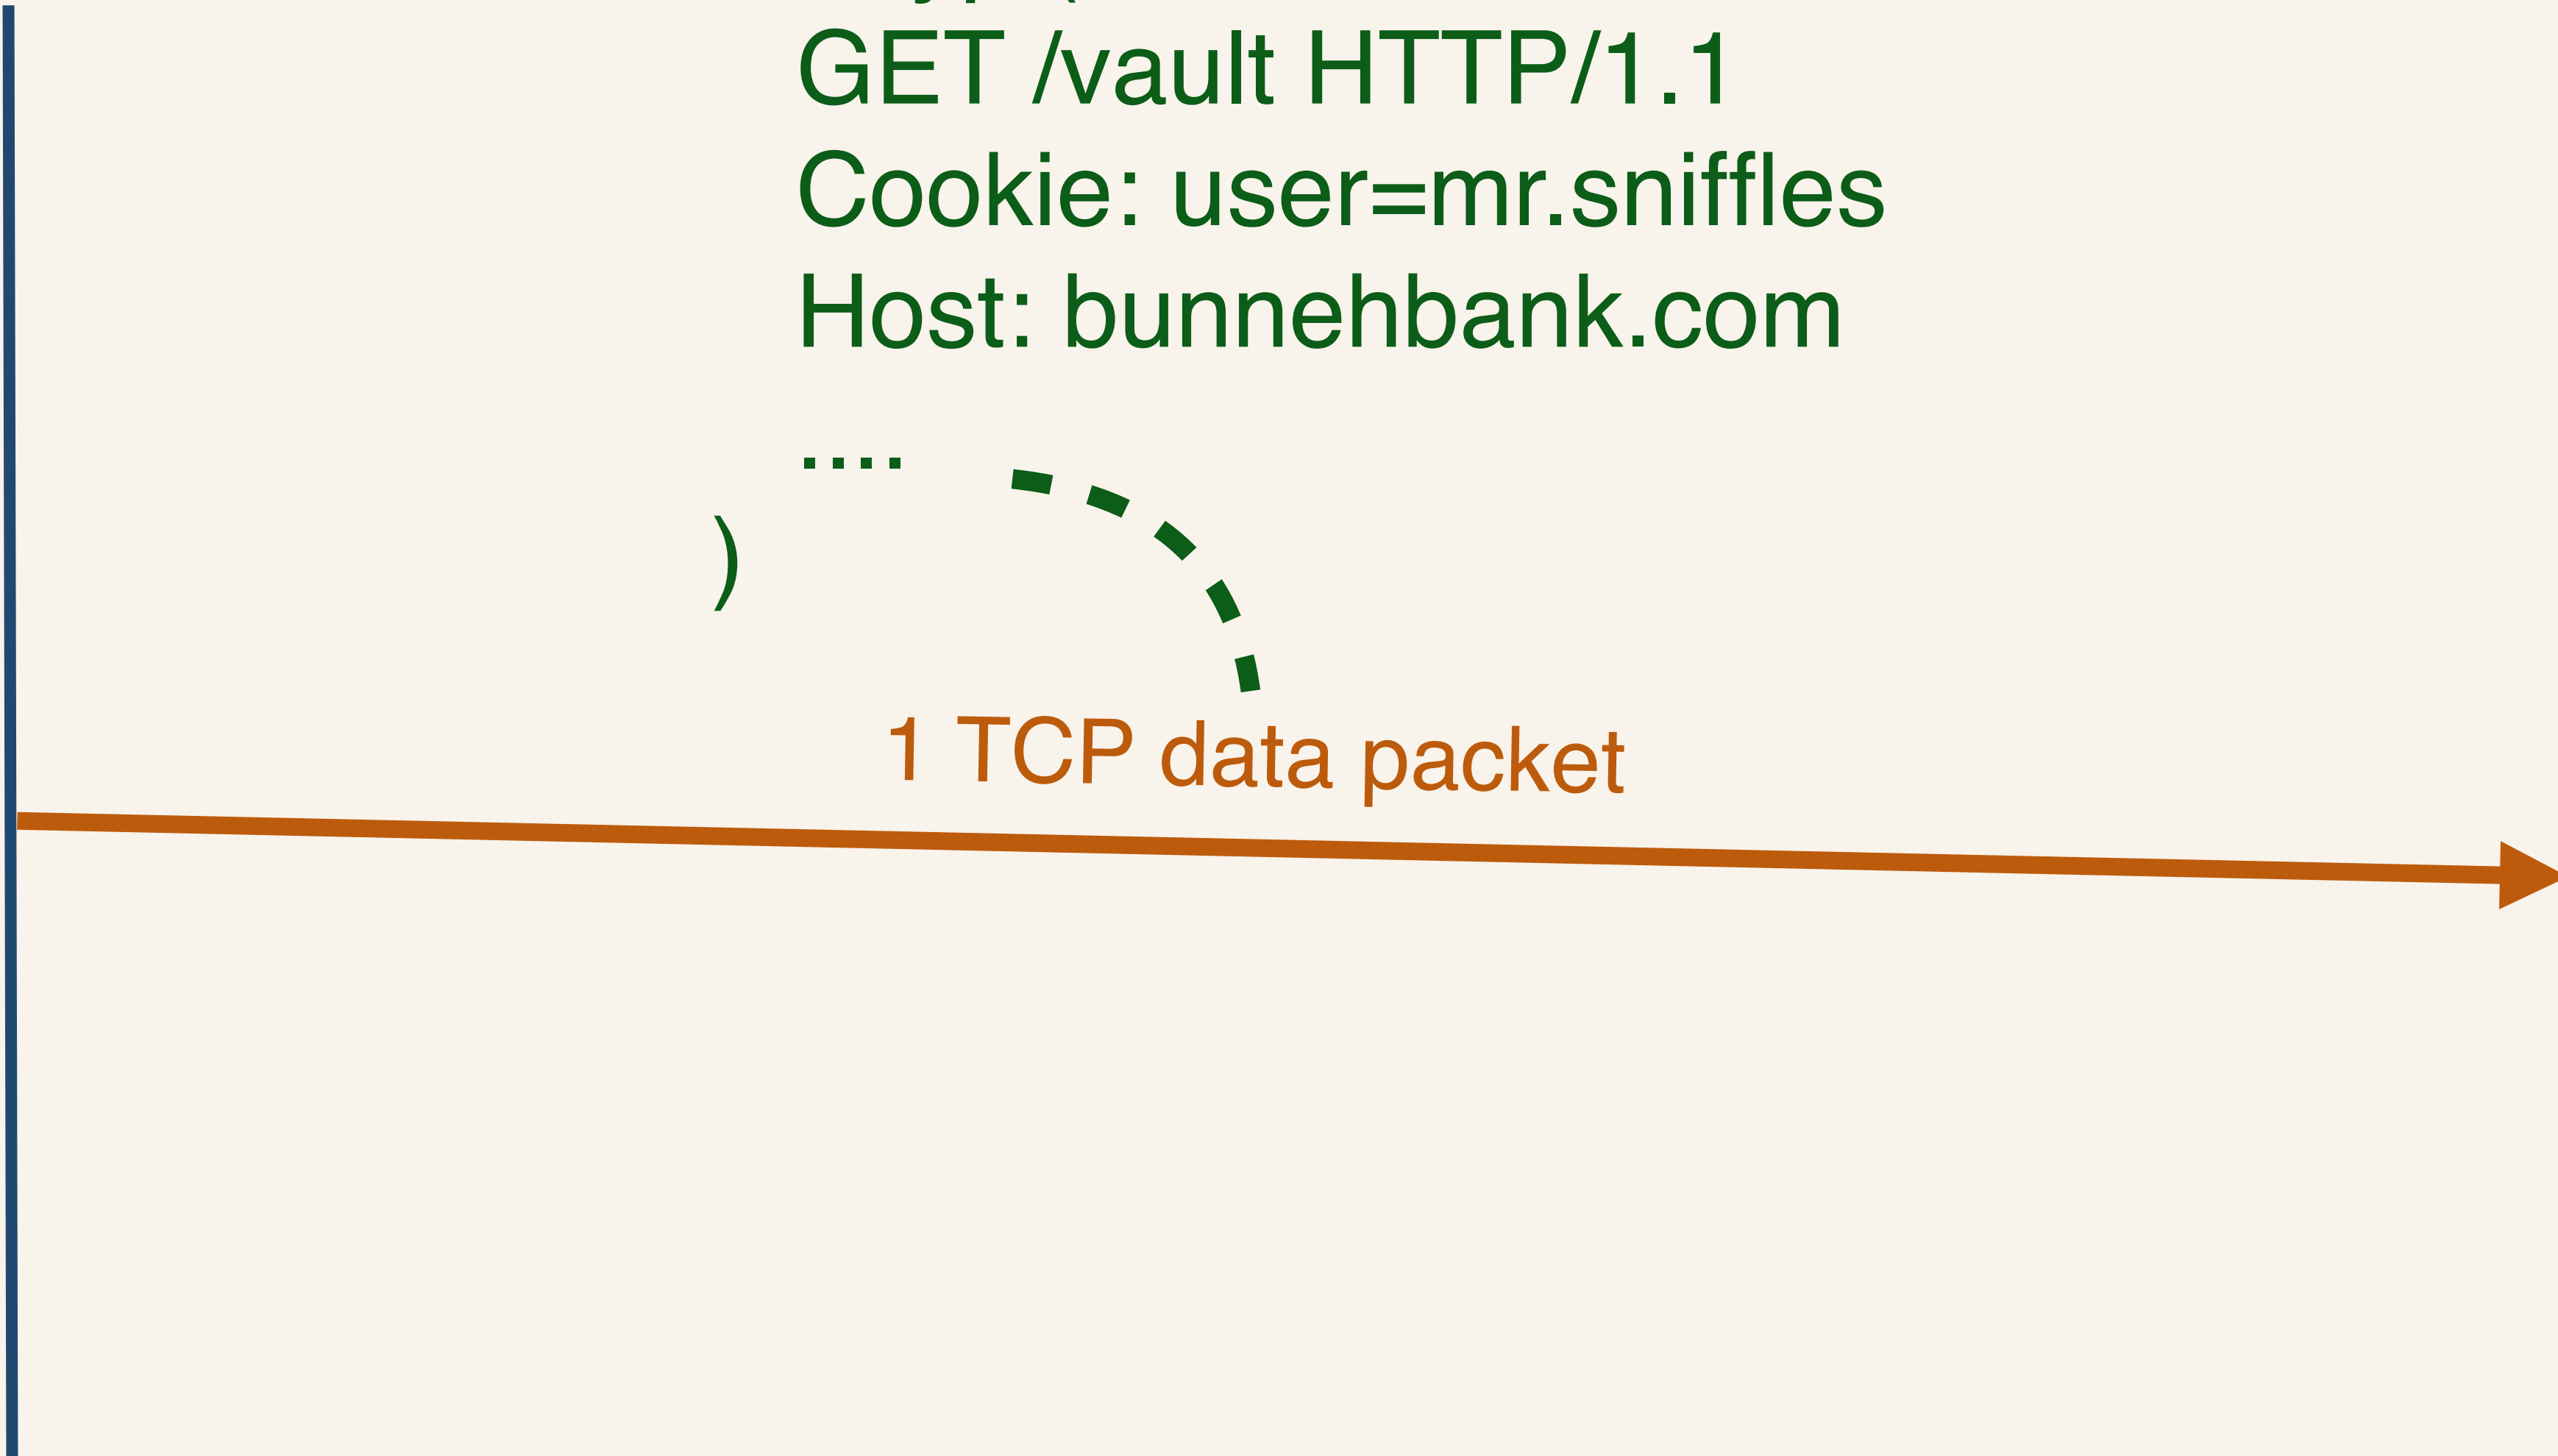 GET /vault HTTP/1.1
Cookie: user=mr.sniffles
Host: bunnehbank.com
....
)
1 TCP data packet